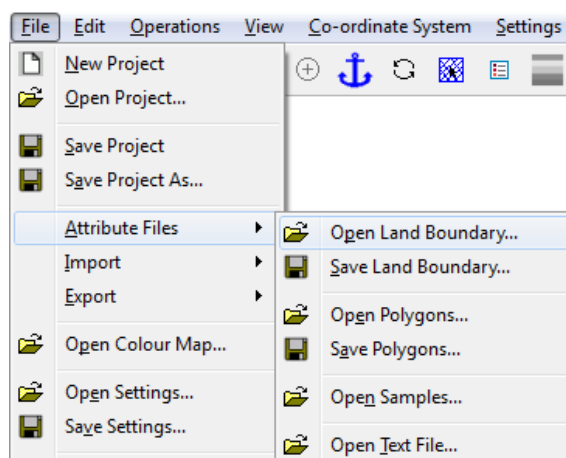 File Edit Operations View Co-ordinate System Settings
New Project
Open Project...
Save Project
Save Project As...
Attribute Files
Import
Export
Open Colour Map...
Open Settings...
Save Settings...
Open Land Boundary...
Save Land Boundary...
Open Polygons...
Save Polygons...
Open Samples...
Open Text File...